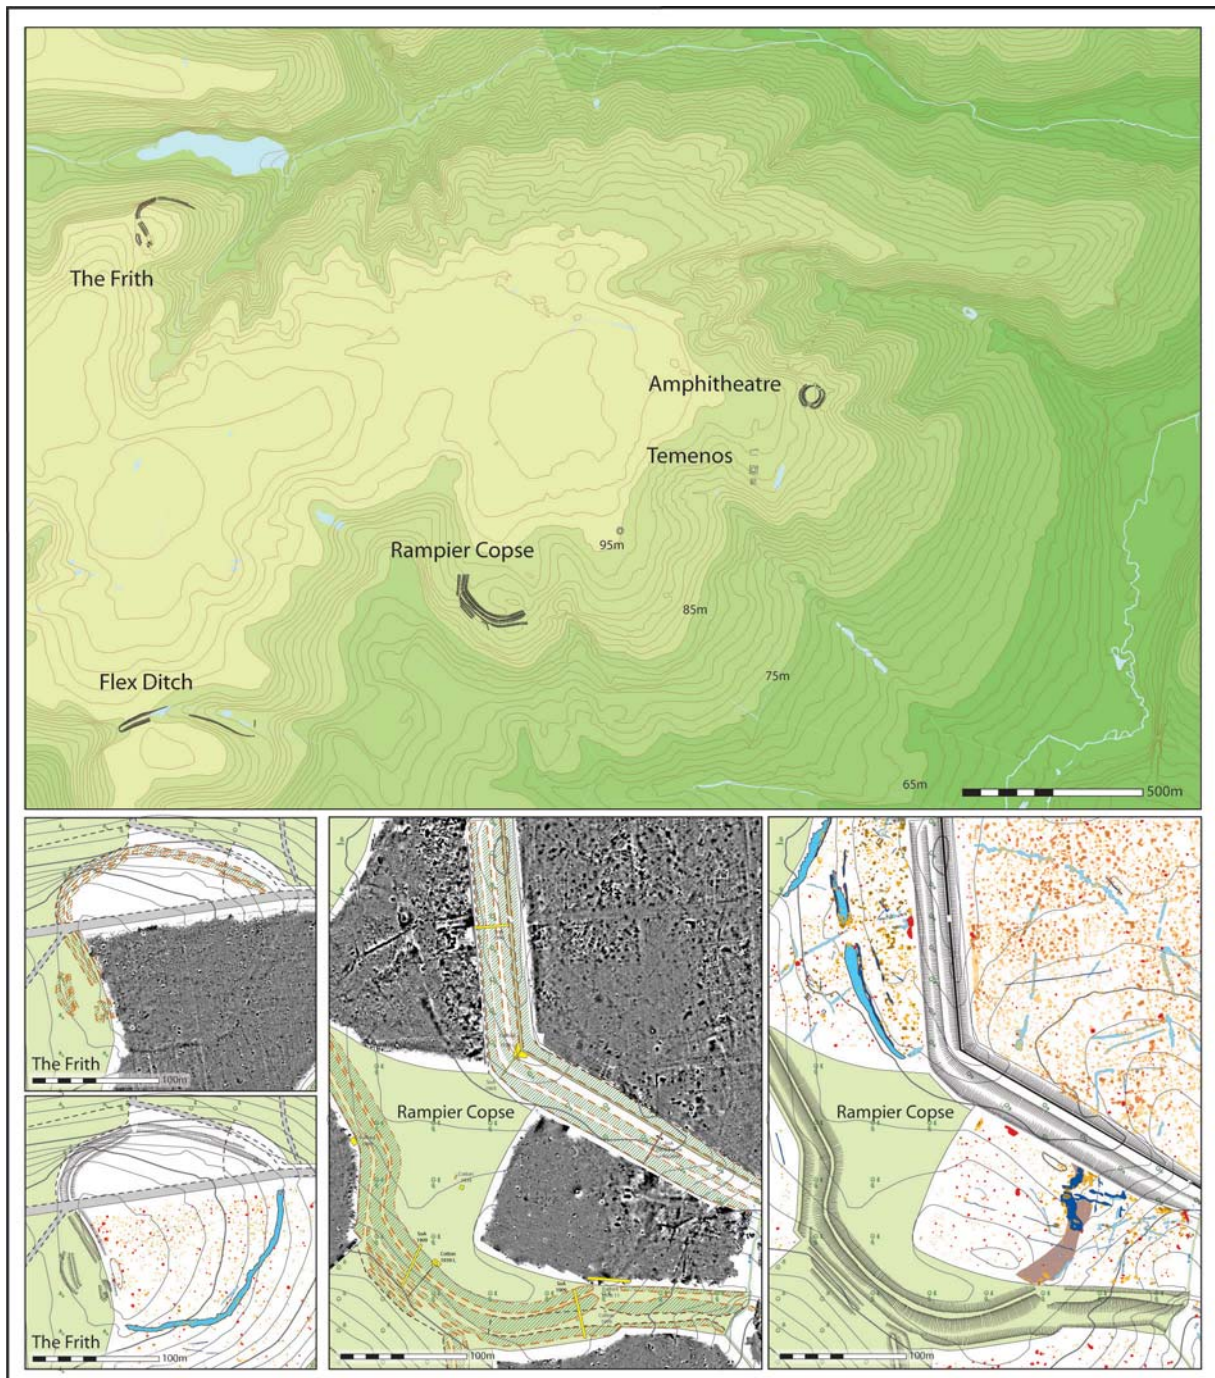 The Frith
Amphitheatre
Temenos
Rampier Copse
95m
85m
Flex Ditch
75m
65m
500m
The Frith
100m
Rampier Copse
100m
Rampier Copse
100m
The Frith
100m